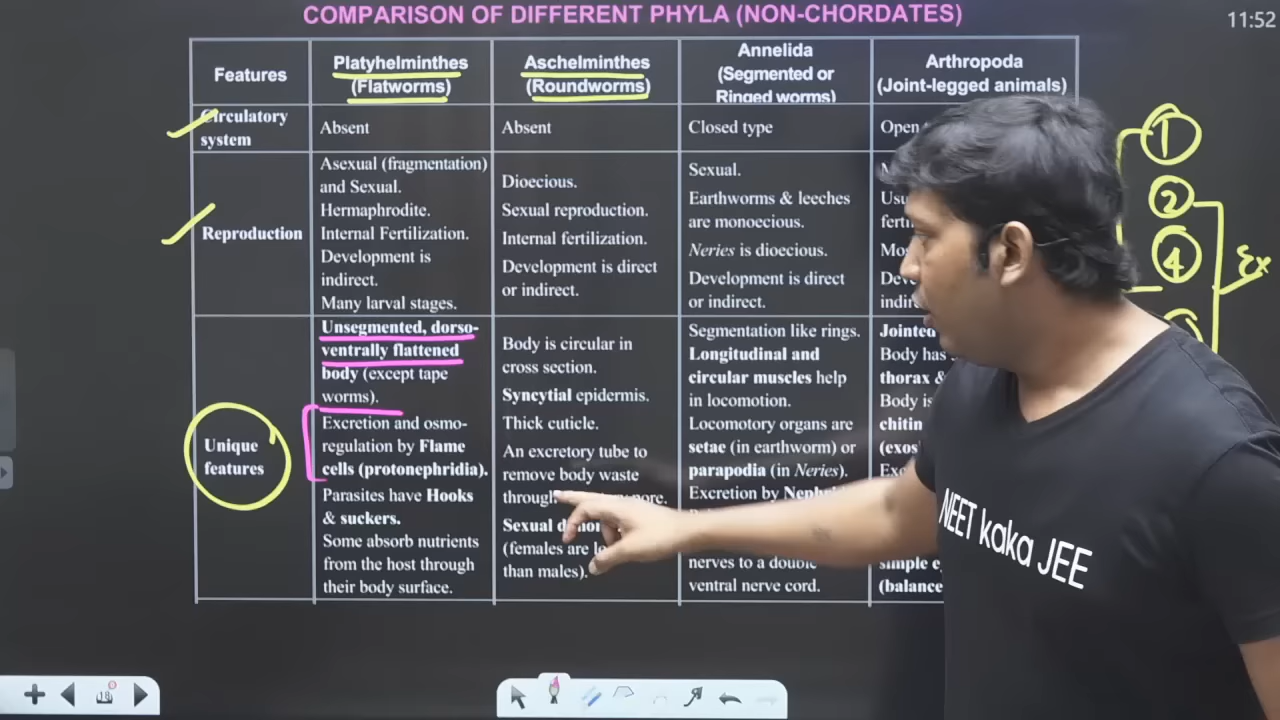 COMPARISON OF DIFFERENT PHYLA (NON-CHORDATES)
11:52
Features
Platyhelminthes
(Flatworms)
Aschelminthes
(Roundworms)
Annelida
(Segmented or
Ringed worms)
Arthropoda
(Joint-legged animals)
Circulatory
system
Absent
Absent
Closed type
Open
Reproduction
Asexual (fragmentation)
and Sexual.
Hermaphrodite.
Internal Fertilization.
Development is
indirect.
Many larval stages.
Dioecious.
Sexual reproduction.
Internal fertilization.
Development is direct
or indirect.
Sexual.
Earthworms & leeches
are monoecious.
Neries is dioecious.
Development is direct
or indirect.
Unique
features
Unsegmented, dorso-
ventrally flattened
body (except tape
worms).
Excretion and osmo-
regulation by Flame
cells (protonephridia).
Parasites have Hooks
& suckers.
Some absorb nutrients
from the host through
their body surface.
Body is circular in
cross section.
Syncytial epidermis.
Thick cuticle.
An excretory tube to
remove body waste
through pore.
Sexual
(females are
than males).
Segmentation like rings.
Longitudinal and
circular muscles help
in locomotion.
Locomotory organs are
setae (in earthworm) or
parapodia (in Neries).
Excretion by
nerves to a double
ventral nerve cord.
Jointed
Body has
thorax &
Body is
simple
(balance
1
2
4
Ex
NEET kaka JEE
18